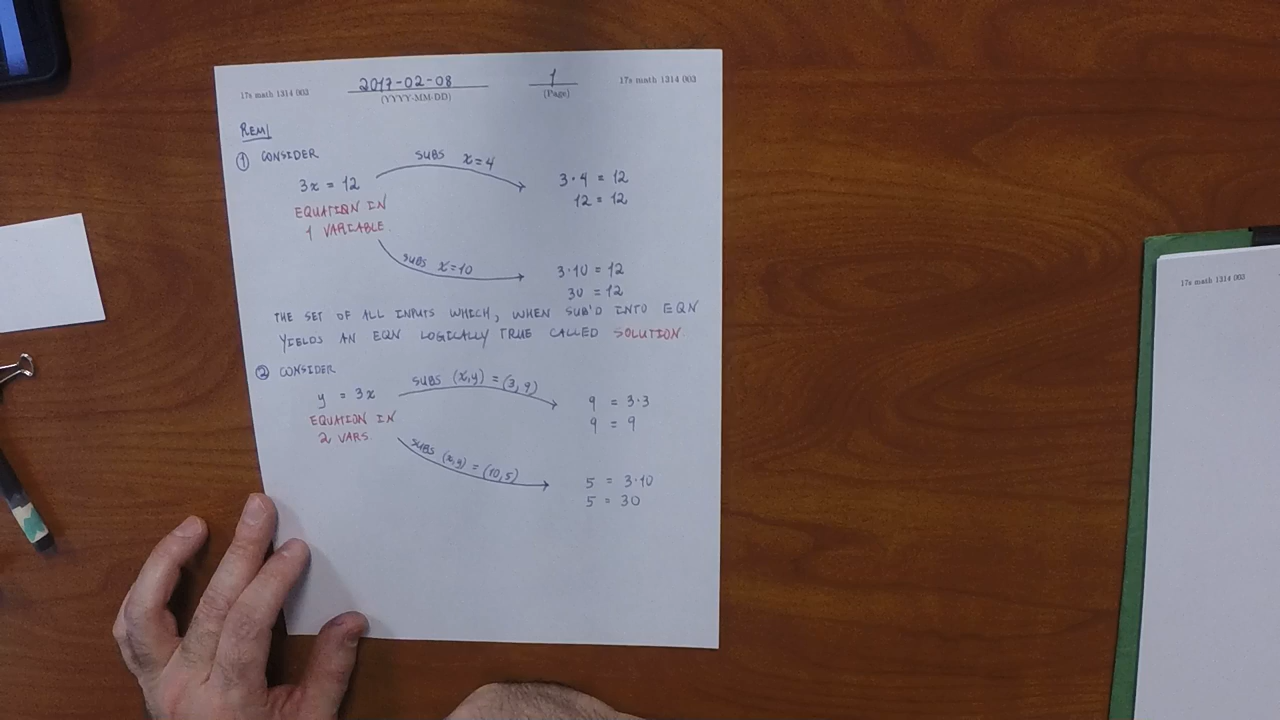 17s math 1314 003
2017-02-08
(YYYY-MM-DD)
1
(Page)
17s math 1314 003
REM
① CONSIDER
3x = 12
EQUATION IN
1 VARIABLE.
SUBS x=4
3·4 = 12
12 = 12
SUBS x=10
3·10 = 12
30 = 12
THE SET OF ALL INPUTS WHICH, WHEN SUB'D INTO EQN
YIELDS AN EQN LOGICALLY TRUE CALLED SOLUTION.
② CONSIDER
y = 3x
EQUATION IN
2 VARS.
SUBS (x,y) = (3, 9)
9 = 3·3
9 = 9
SUBS (x,y) = (10,5)
5 = 3·10
5 = 30
17s math 1314 003